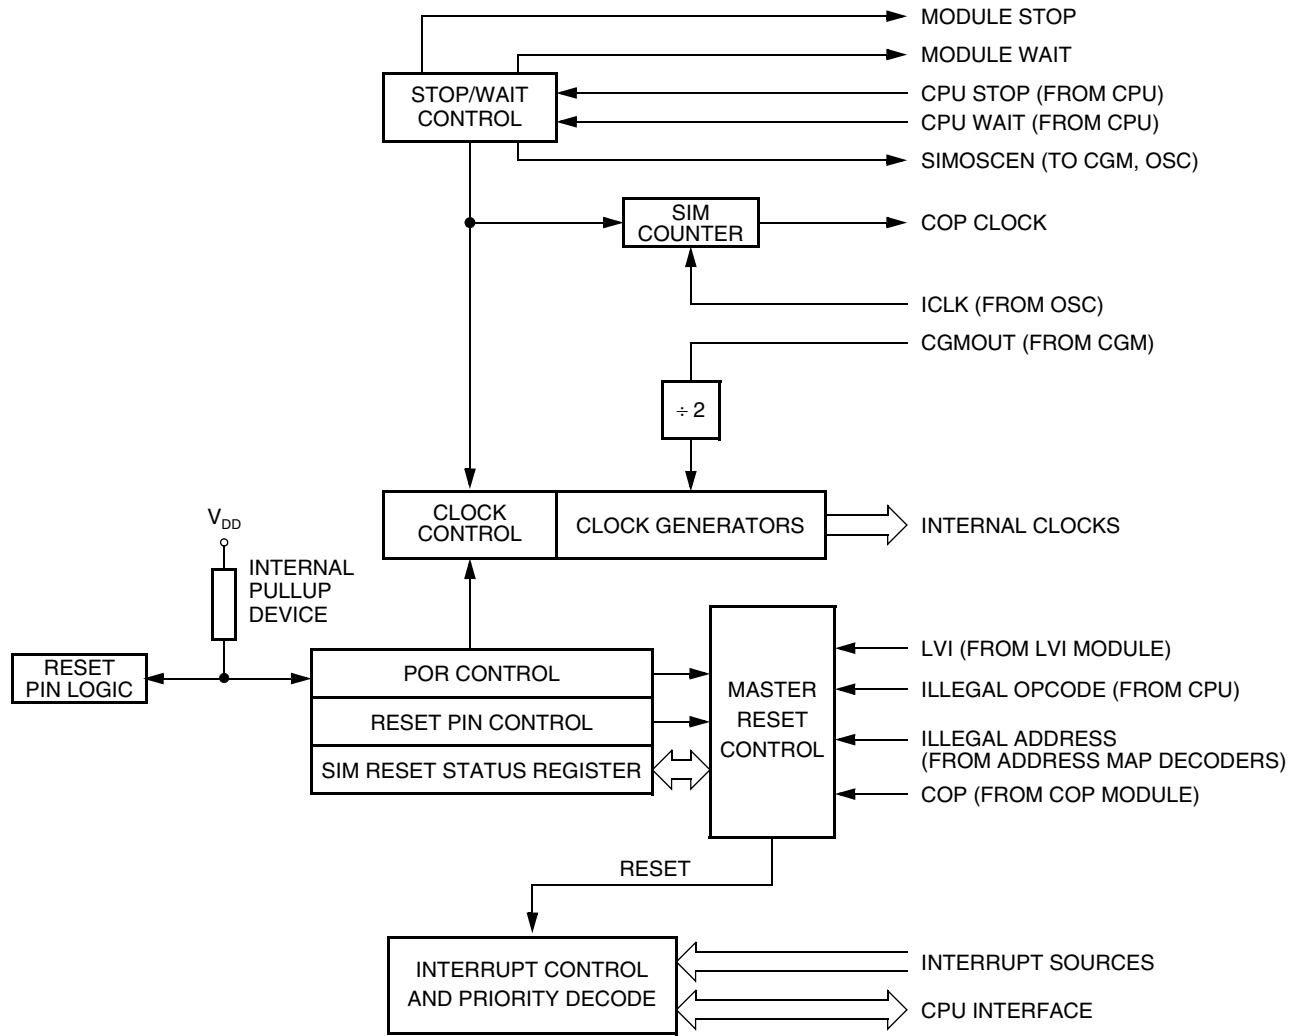 MODULE STOP
MODULE WAIT
STOP/WAIT
CONTROL
CPU STOP (FROM CPU)
CPU WAIT (FROM CPU)
SIMOSCEN (TO CGM, OSC)
SIM
COUNTER
COP CLOCK
ICLK (FROM OSC)
CGMOUT (FROM CGM)
÷ 2
CLOCK
CONTROL
CLOCK GENERATORS
INTERNAL CLOCKS
VDD
INTERNAL
PULLUP
DEVICE
RESET
PIN LOGIC
POR CONTROL
RESET PIN CONTROL
SIM RESET STATUS REGISTER
MASTER
RESET
CONTROL
LVI (FROM LVI MODULE)
ILLEGAL OPCODE (FROM CPU)
ILLEGAL ADDRESS
(FROM ADDRESS MAP DECODERS)
COP (FROM COP MODULE)
RESET
INTERRUPT CONTROL
AND PRIORITY DECODE
INTERRUPT SOURCES
CPU INTERFACE